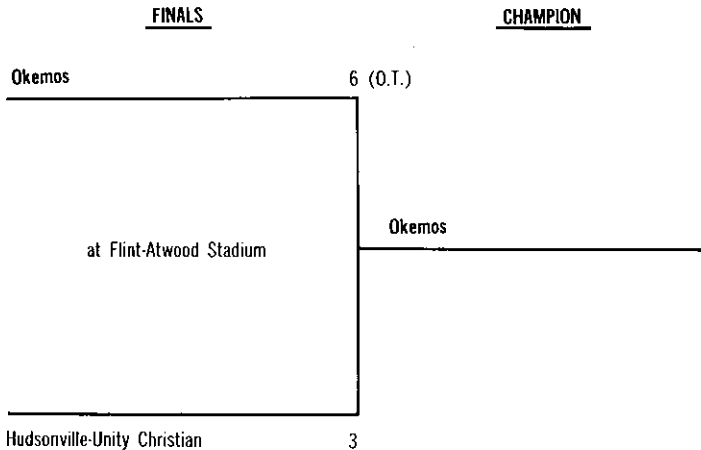 FINALS CHAMPION
Okemos 6 (O.T.)
Okemos
at Flint-Atwood Stadium
Hudsonville-Unity Christian 3